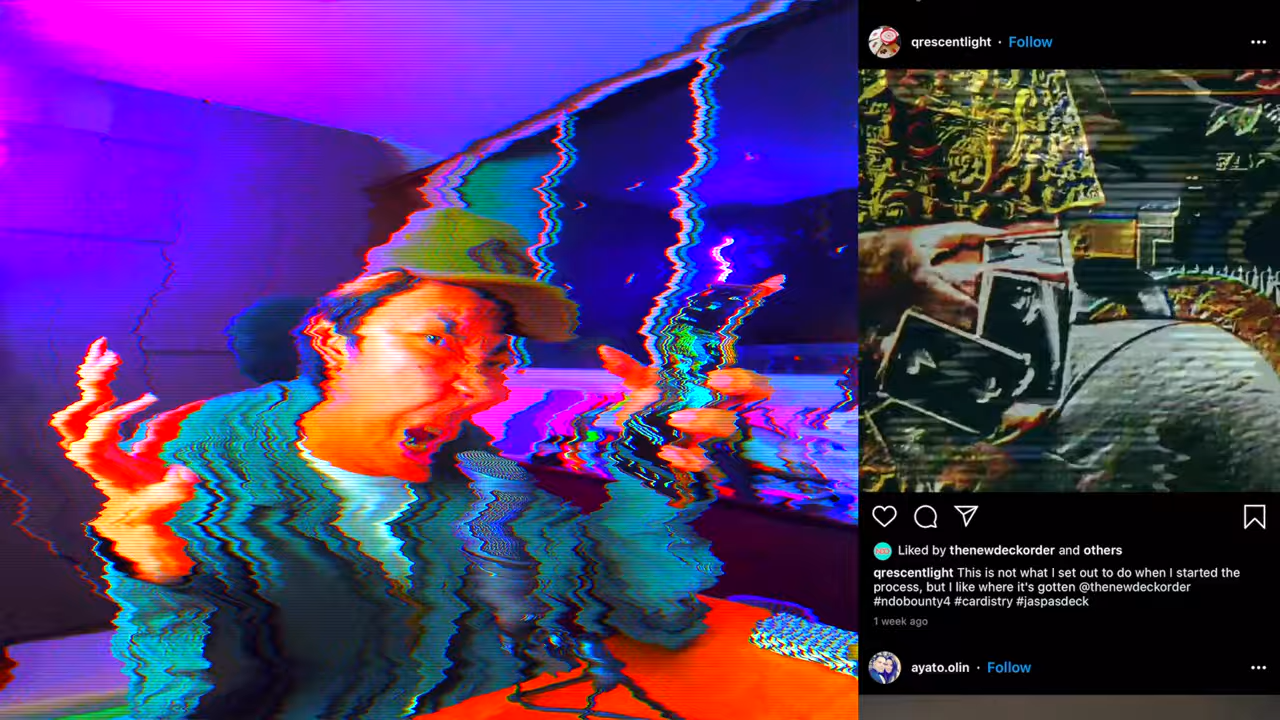 qrescentlight · Follow
Liked by thenewdeckorder and others
qrescentlight This is not what I set out to do when I started the
process, but I like where it's gotten @thenewdeckorder
#ndobounty4 #cardistry #jaspasdeck
1 week ago
ayato.olin · Follow